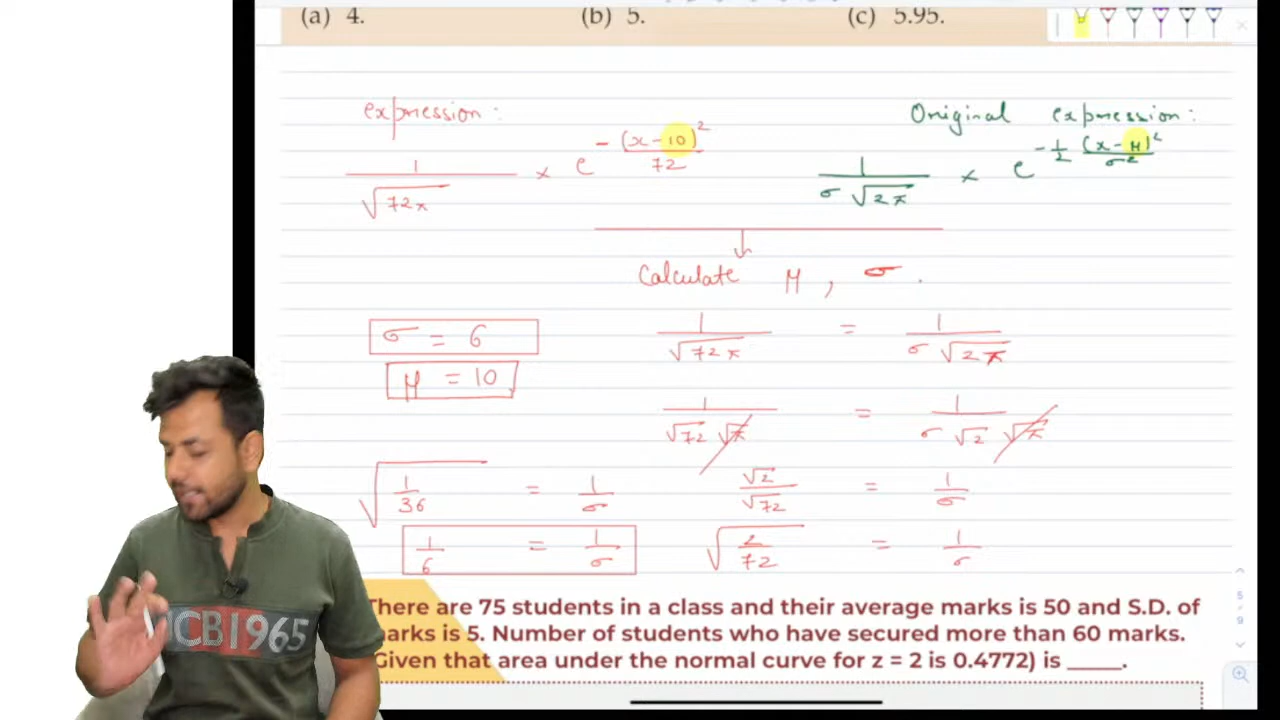 (a) 4. (b) 5. (c) 5.95.
expression: Original expression:
1/√72π × e^-(x-10)²/72 1/σ√2π × e^-1/2 (x-μ)²/σ²
Calculate μ, σ.
σ = 6 1/√72π = 1/σ√2π
μ = 10
1/√72 √π = 1/σ√2 √π
√1/36 = 1/σ √2/√72 = 1/σ
1/6 = 1/σ √2/72 = 1/σ
There are 75 students in a class and their average marks is 50 and S.D. of
marks is 5. Number of students who have secured more than 60 marks.
Given that area under the normal curve for z = 2 is 0.4772) is ____.
UCB1965
5
9